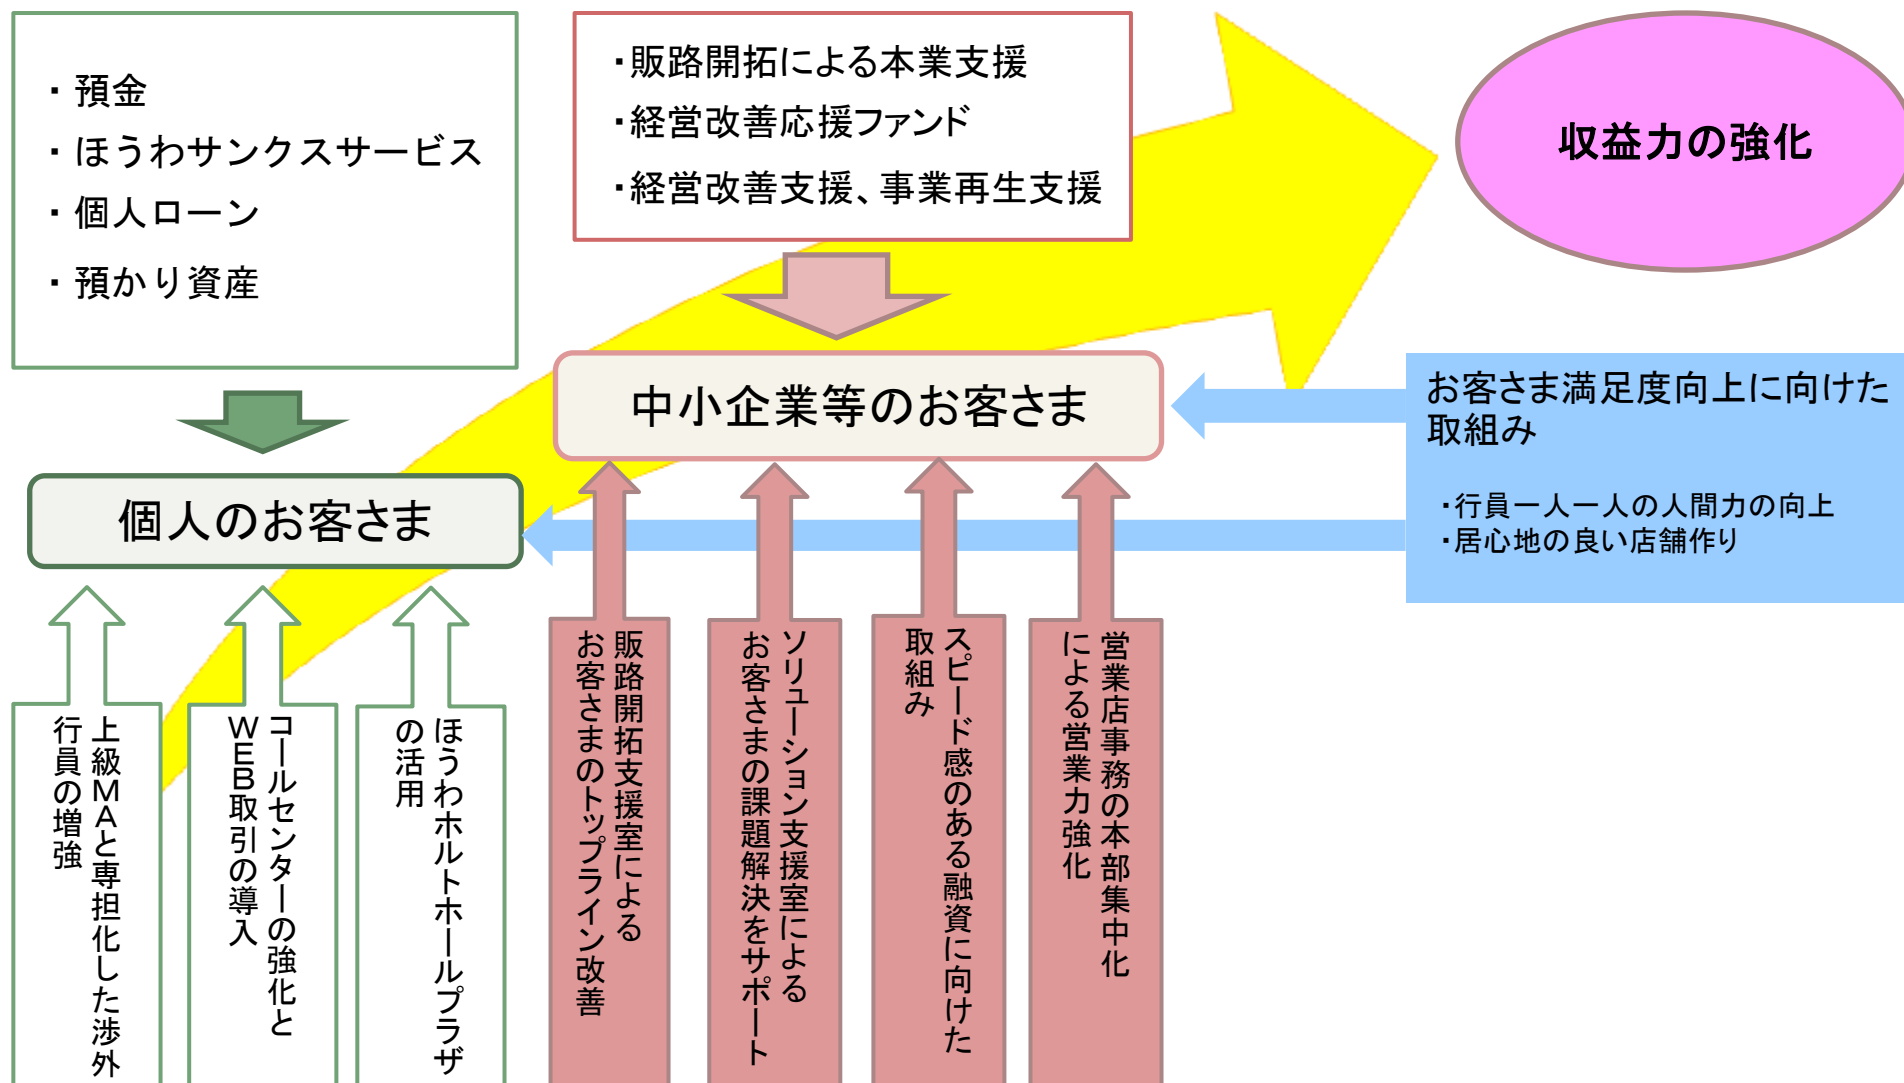 ・預金
・ほうわサンクスサービス
・個人ローン
・預かり資産
・販路開拓による本業支援
・経営改善応援ファンド
・経営改善支援、事業再生支援
収益力の強化
中小企業等のお客さま
お客さま満足度向上に向けた
取組み
・行員一人一人の人間力の向上
・居心地の良い店舗作り
個人のお客さま
上級ＭＡと専担化した渉外
行員の増強
コールセンターの強化と
ＷＥＢ取引の導入
ほうわホルトホールプラザ
の活用
販路開拓支援室による
お客さまのトップライン改善
ソリューション支援室による
お客さまの課題解決をサポート
スピード感のある融資に向けた
取組み
営業店事務の本部集中化
による営業力強化